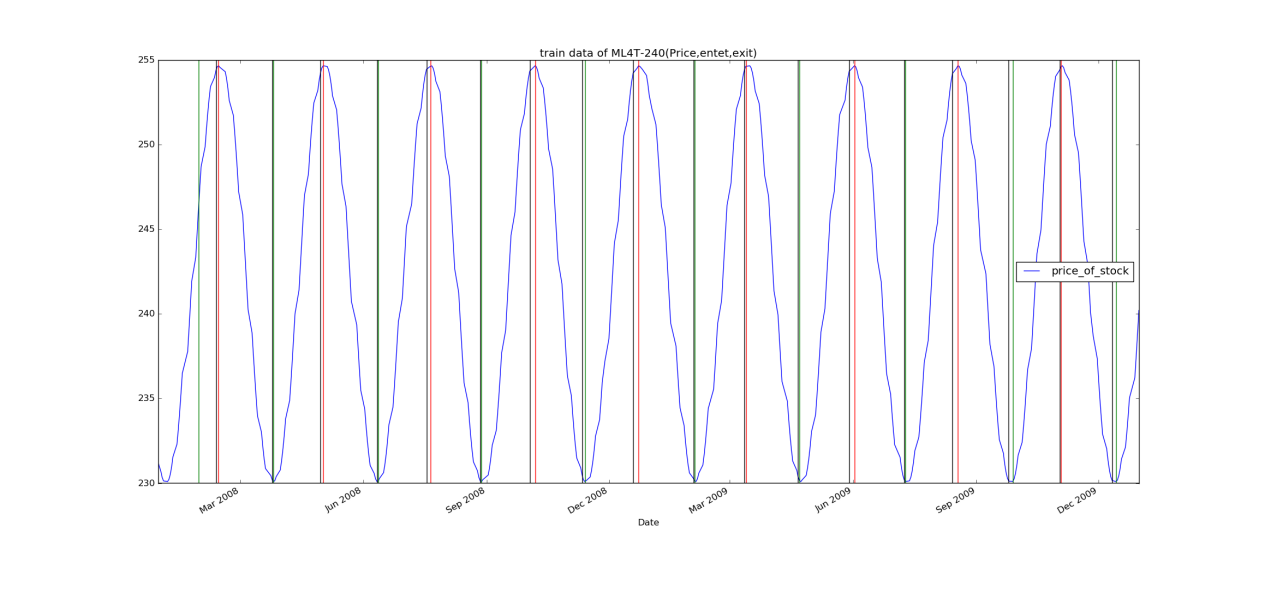 train data of ML4T-240(Price,entet,exit)
255
250
245
240
235
230
price_of_stock
Mar 2008
Jun 2008
Sep 2008
Dec 2008
Mar 2009
Jun 2009
Sep 2009
Dec 2009
Date